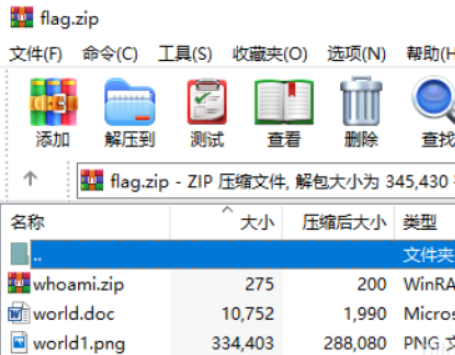 flag.zip
文件(F) 命令(C) 工具(S) 收藏夹(O) 选项(N) 帮助(H
添加 解压到 测试 查看 删除 查找
flag.zip - ZIP 压缩文件, 解包大小为 345,430
名称 大小 压缩后大小 类型
.. 文件夹
whoami.zip 275 200 WinRA
world.doc 10,752 1,990 Micros
world1.png 334,403 288,080 PNG